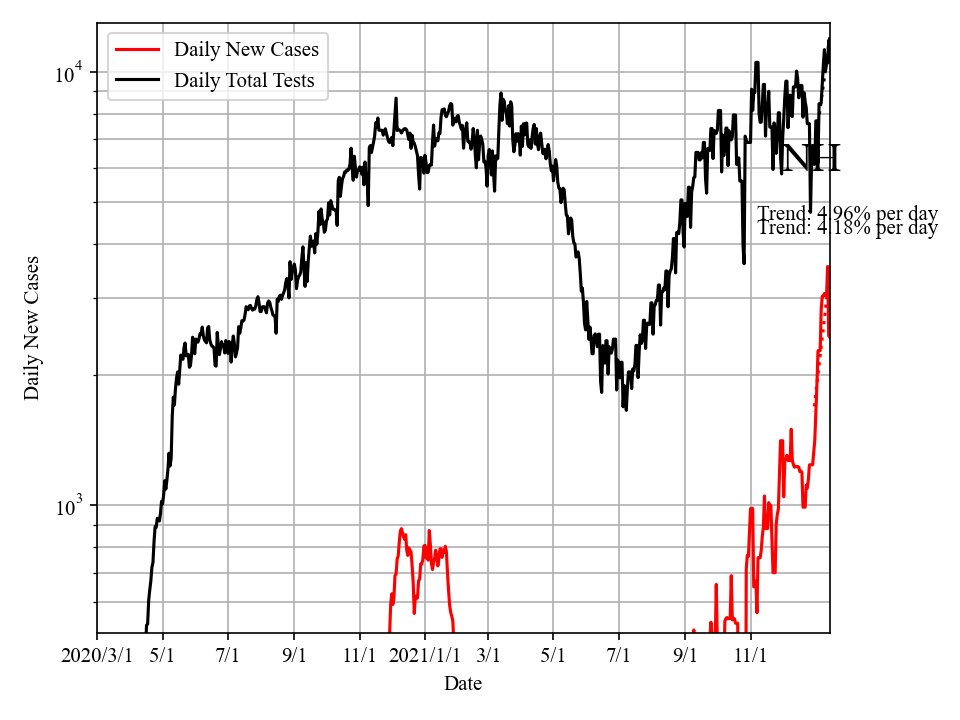 Daily New Cases
Daily Total Tests
10⁴
NH
Trend: 4.96% per day
Trend: 4.18% per day
Daily New Cases
10³
2020/3/1 5/1 7/1 9/1 11/1 2021/1/1 3/1 5/1 7/1 9/1 11/1
Date